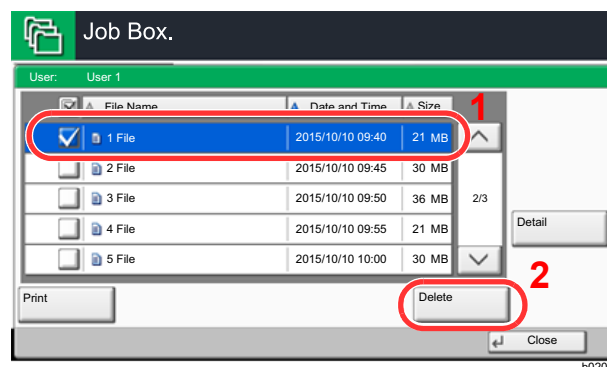 Job Box.
User: User 1
File Name Date and Time Size 1
1 File 2015/10/10 09:40 21 MB
2 File 2015/10/10 09:45 30 MB
3 File 2015/10/10 09:50 36 MB 2/3
4 File 2015/10/10 09:55 21 MB
Detail
5 File 2015/10/10 10:00 30 MB
2
Print Delete
Close